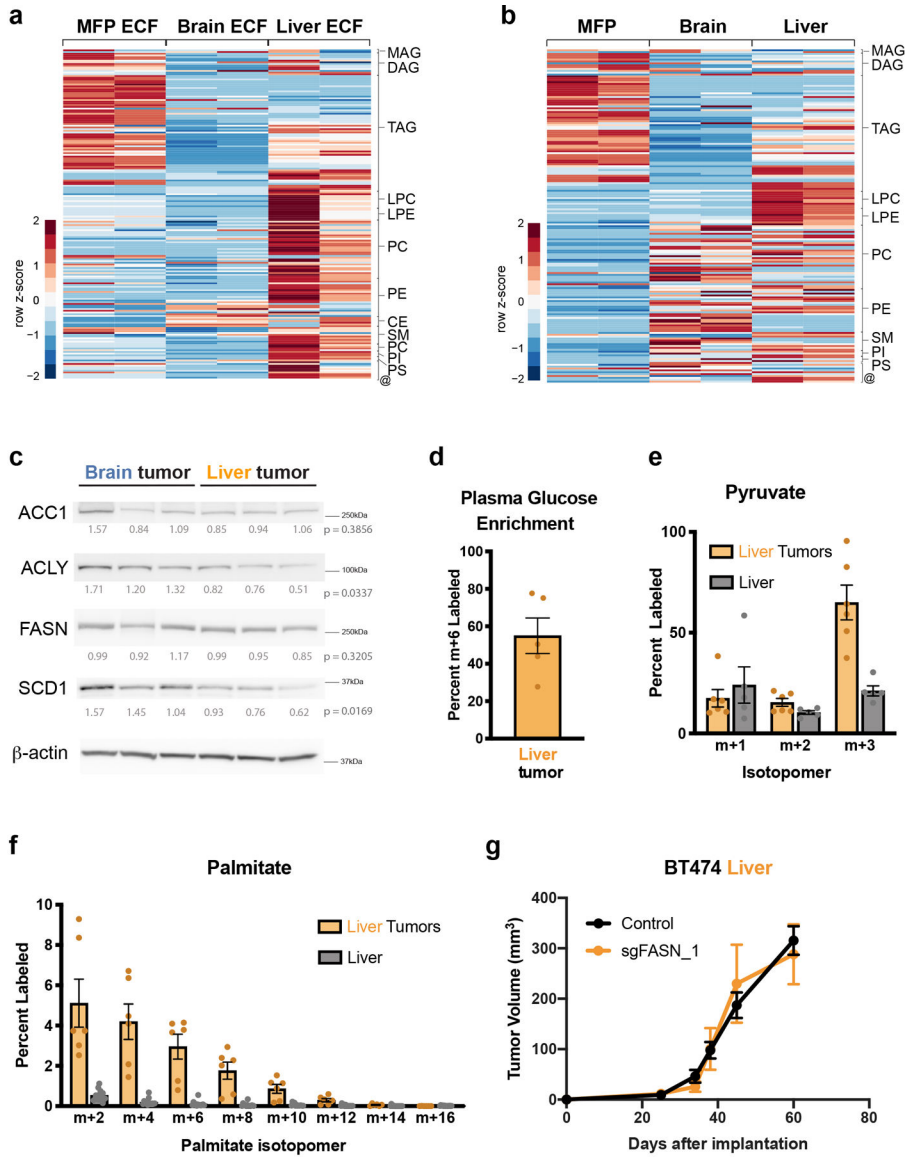 a
MFP ECF Brain ECF Liver ECF
MAG
DAG
TAG
LPC
LPE
PC
PE
CE
SM
PC
PI
PS
@
row z-score
2
1
0
−1
−2
b
MFP Brain Liver
MAG
DAG
TAG
LPC
LPE
PC
PE
SM
PI
PS
@
row z-score
2
1
0
−1
−2
c
Brain tumor Liver tumor
ACC1
250kDa
1.57 0.84 1.09 0.85 0.94 1.06 p = 0.3856
ACLY
100kDa
1.71 1.20 1.32 0.82 0.76 0.51 p = 0.0337
FASN
250kDa
0.99 0.92 1.17 0.99 0.95 0.85 p = 0.3205
SCD1
37kDa
1.57 1.45 1.04 0.93 0.76 0.62 p = 0.0169
β-actin
37kDa
d
Plasma Glucose
Enrichment
Percent m+6 Labeled
100
80
60
40
20
0
Liver
tumor
e
Pyruvate
Percent Labeled
100
50
0
Liver Tumors
Liver
m+1 m+2 m+3
Isotopomer
f
Palmitate
Percent Labeled
10
8
6
4
2
0
Liver Tumors
Liver
m+2 m+4 m+6 m+8 m+10 m+12 m+14 m+16
Palmitate isotopomer
g
BT474 Liver
Tumor Volume (mm³)
400
300
200
100
0
Control
sgFASN_1
0 20 40 60 80
Days after implantation